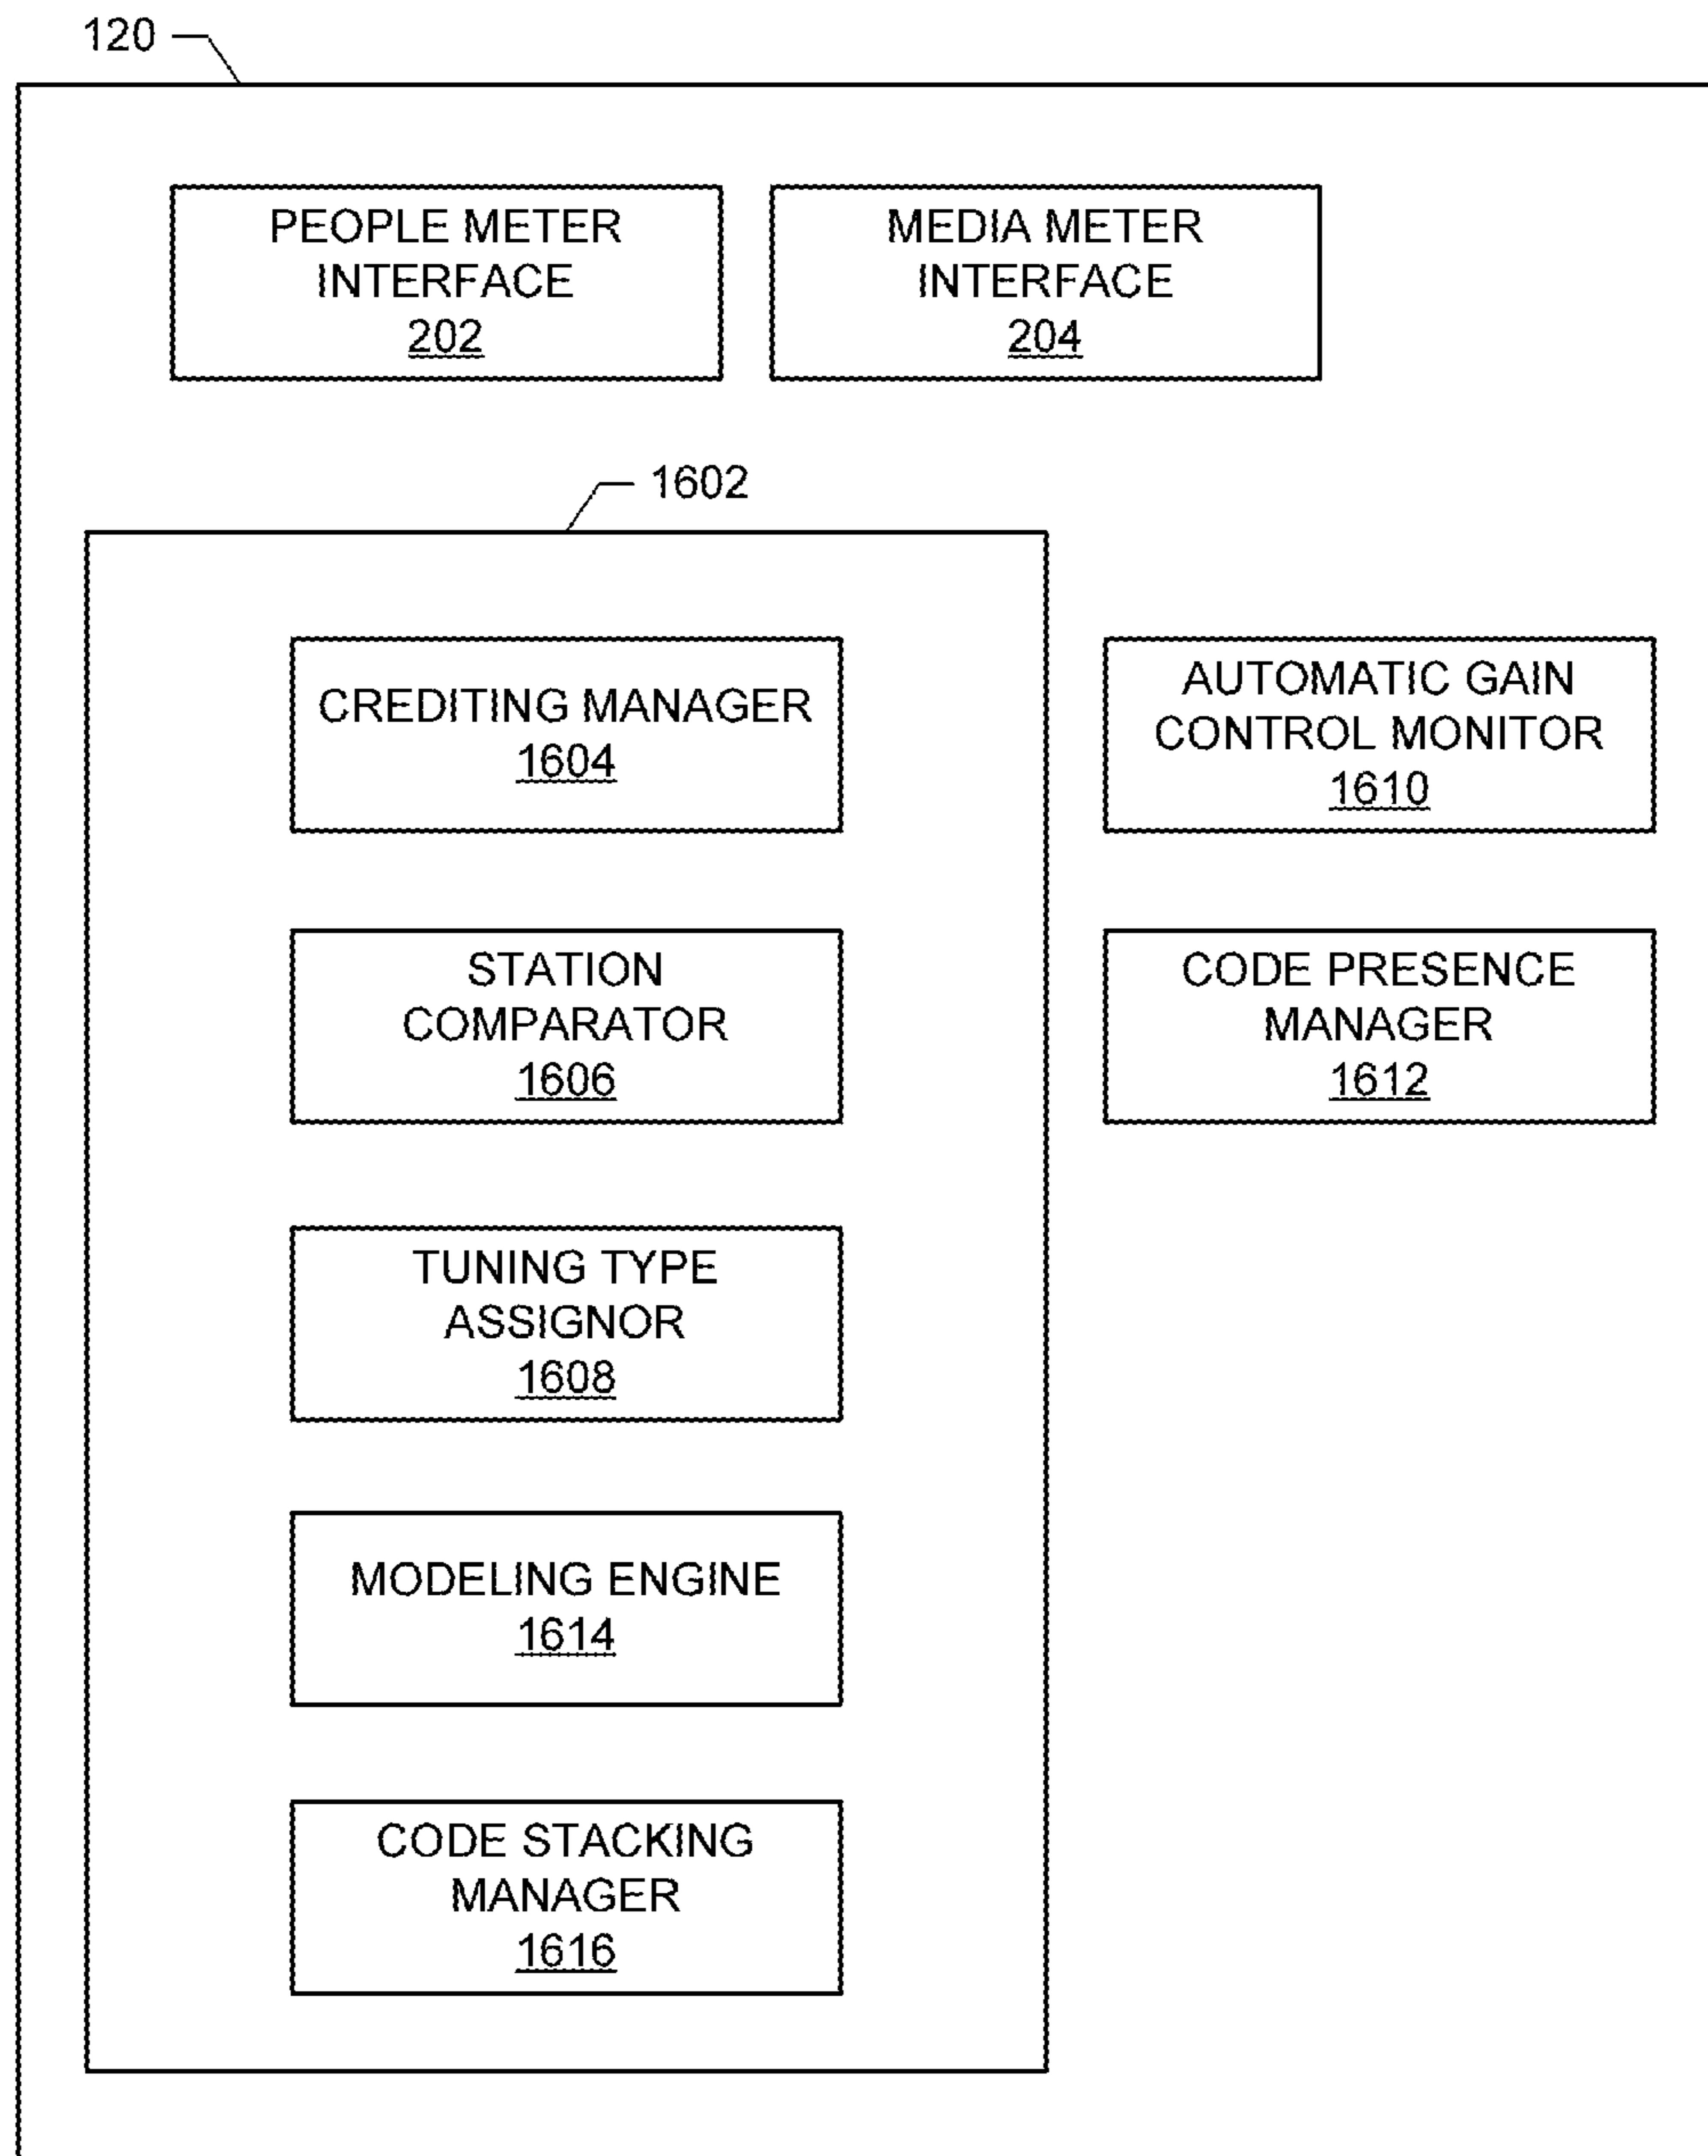 120
PEOPLE METER
INTERFACE
202
MEDIA METER
INTERFACE
204
1602
CREDITING MANAGER
1604
STATION
COMPARATOR
1606
TUNING TYPE
ASSIGNOR
1608
MODELING ENGINE
1614
CODE STACKING
MANAGER
1616
AUTOMATIC GAIN
CONTROL MONITOR
1610
CODE PRESENCE
MANAGER
1612